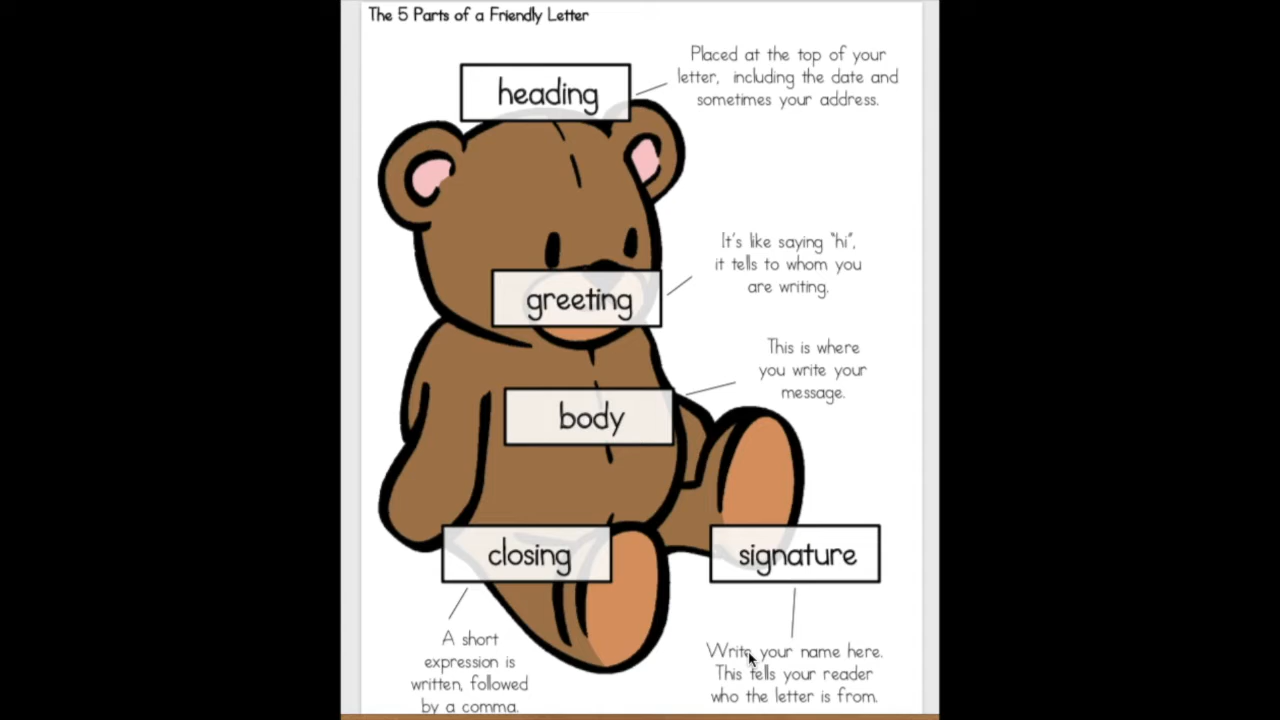 The 5 Parts of a Friendly Letter
heading
Placed at the top of your
letter, including the date and
sometimes your address.
greeting
It's like saying "hi",
it tells to whom you
are writing.
body
This is where
you write your
message.
closing
A short
expression is
written, followed
by a comma.
signature
Write your name here.
This tells your reader
who the letter is from.